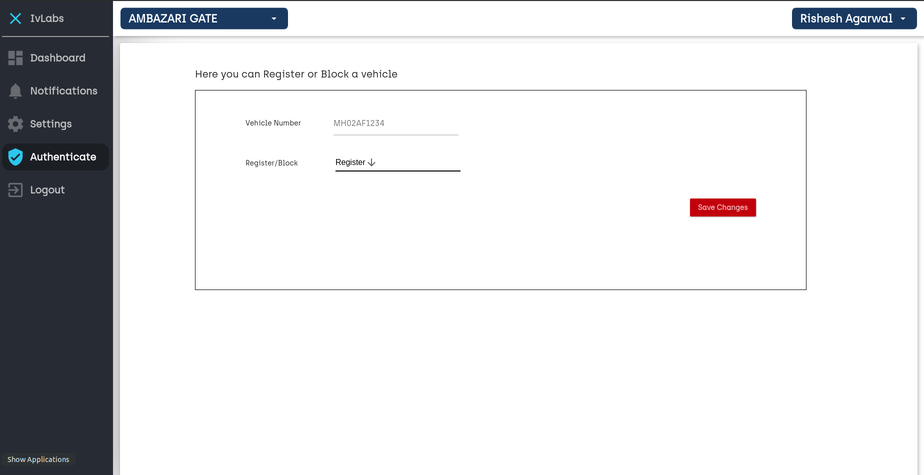 IvLabs
AMBAZARI GATE
Rishesh Agarwal
Dashboard
Notifications
Settings
Authenticate
Logout
Show Applications
Here you can Register or Block a vehicle
Vehicle Number MH02AF1234
Register/Block Register ↓
Save Changes